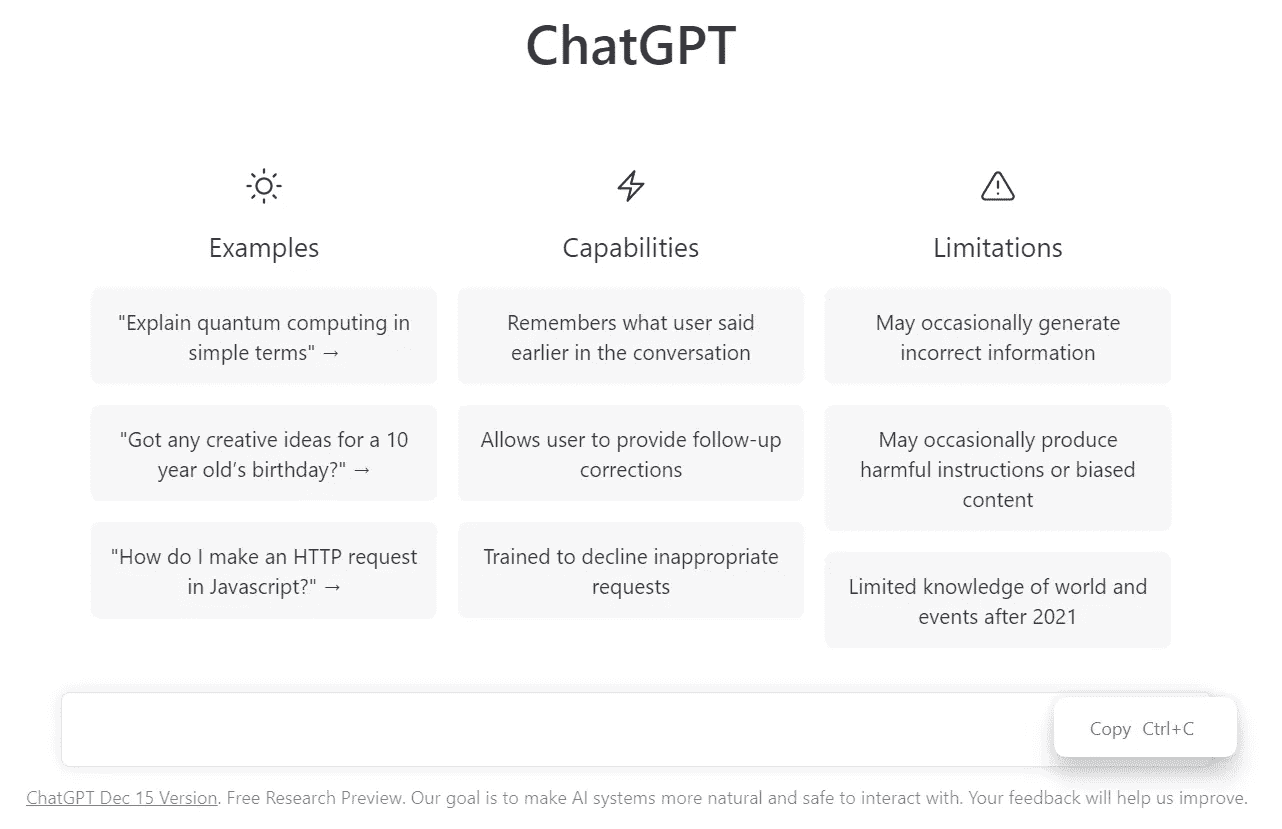 ChatGPT
Examples
"Explain quantum computing in
simple terms" →
"Got any creative ideas for a 10
year old’s birthday?" →
"How do I make an HTTP request
in Javascript?" →
Capabilities
Remembers what user said
earlier in the conversation
Allows user to provide follow-up
corrections
Trained to decline inappropriate
requests
Limitations
May occasionally generate
incorrect information
May occasionally produce
harmful instructions or biased
content
Limited knowledge of world and
events after 2021
Copy Ctrl+C
ChatGPT Dec 15 Version. Free Research Preview. Our goal is to make AI systems more natural and safe to interact with. Your feedback will help us improve.